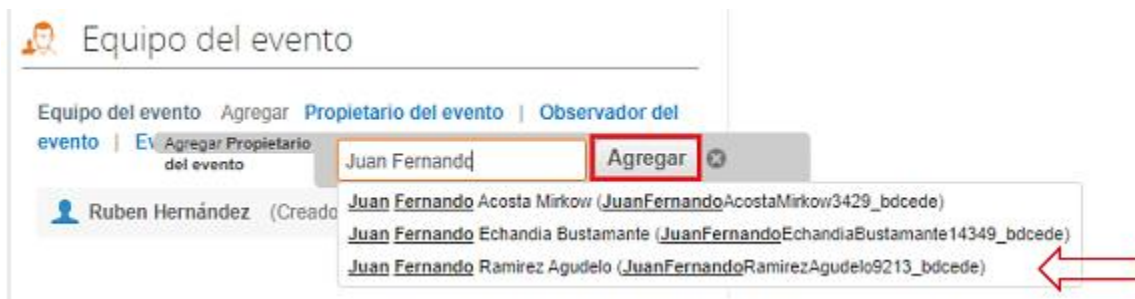 Equipo del evento
Equipo del evento Agregar Propietario del evento | Observador del
evento | Ev
Agregar Propietario
del evento
Juan Fernando
Agregar
Ruben Hernández (Creado
Juan Fernando Acosta Mirkow (JuanFernandoAcostaMirkow3429_bdcede)
Juan Fernando Echandia Bustamante (JuanFernandoEchandiaBustamante14349_bdcede)
Juan Fernando Ramirez Agudelo (JuanFernandoRamirezAgudelo9213_bdcede)